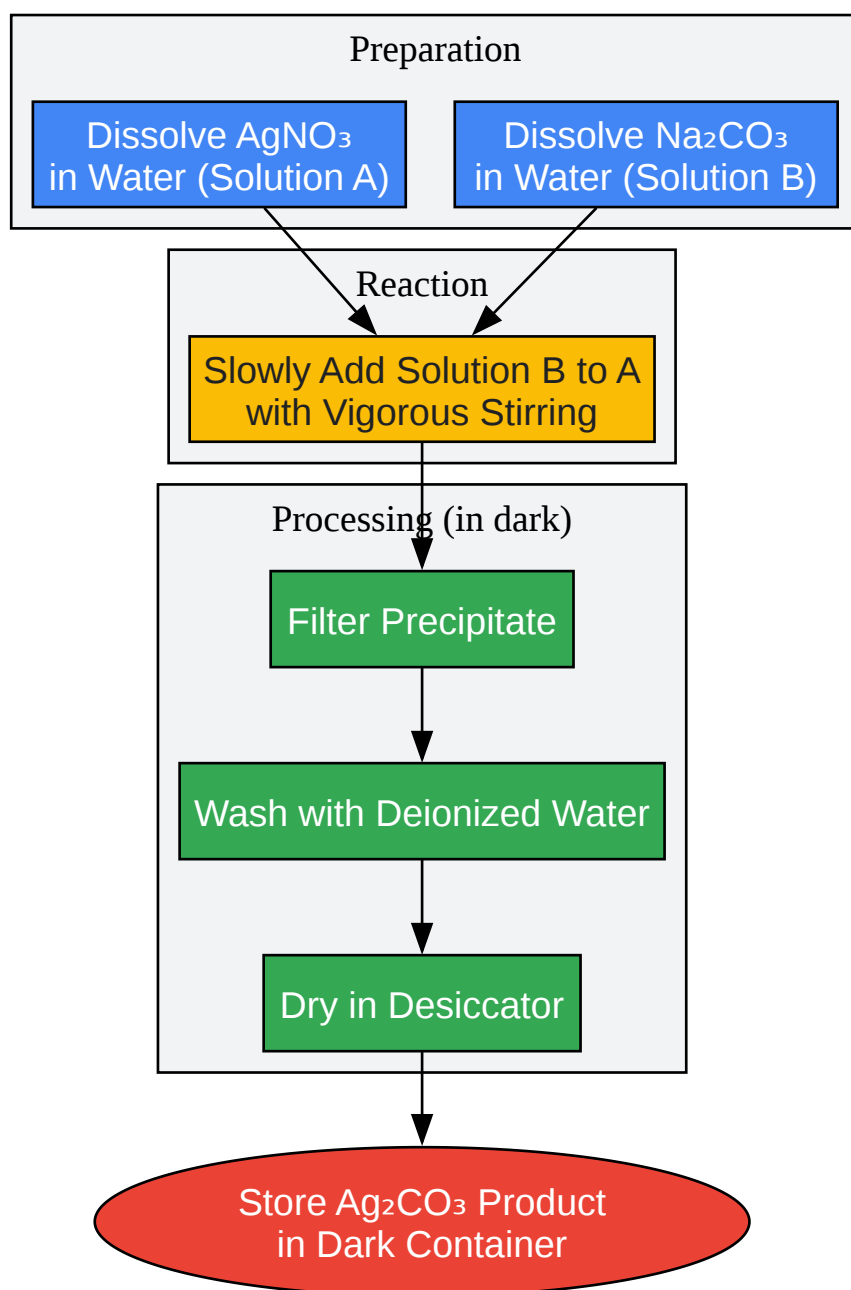 Preparation
Dissolve AgNO₃
in Water (Solution A)
Dissolve Na₂CO₃
in Water (Solution B)
Reaction
Slowly Add Solution B to A
with Vigorous Stirring
Processing (in dark)
Filter Precipitate
Wash with Deionized Water
Dry in Desiccator
Store Ag₂CO₃ Product
in Dark Container